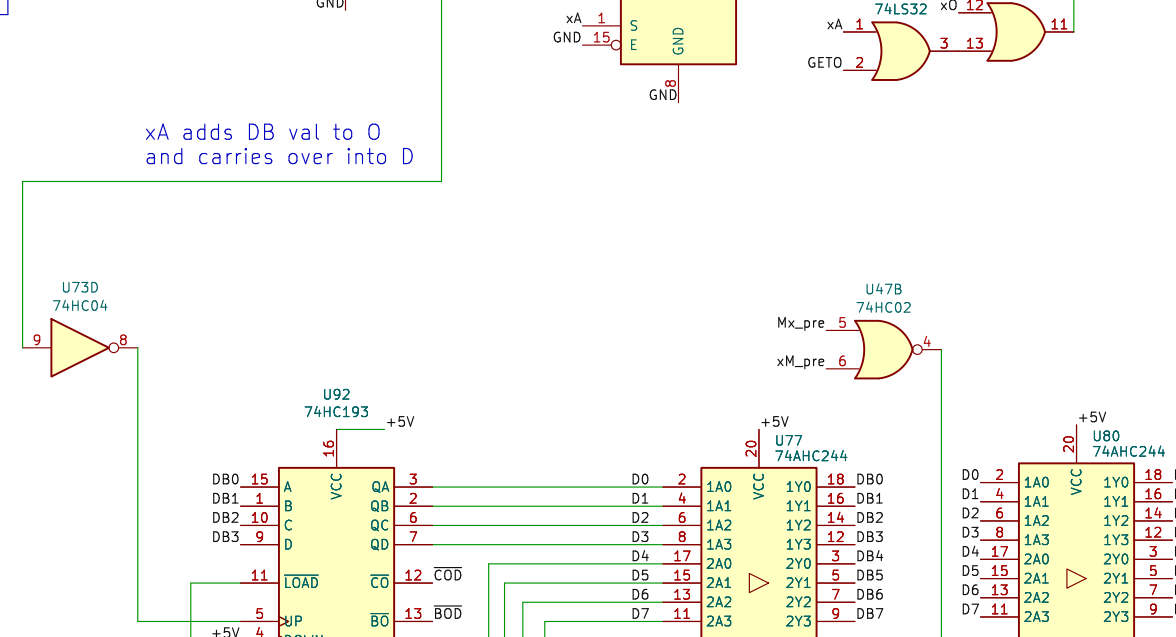 GND
xA 1 S
GND 15 E
GND
8
GND
74LS32
xA 1
GETO 2
3
xO 12
13
11
xA adds DB val to O
and carries over into D
U73D
74HC04
9 8
U47B
74HC02
Mx_pre 5
xM_pre 6
4
U92
74HC193
+5V
16
VCC
DB0 15 A QA 3
DB1 1 B QB 2
DB2 10 C QC 6
DB3 9 D QD 7
11 LOAD CO 12 COD
5 UP BO 13 BOD
+5V 4 DOWN
+5V
20
U77
74AHC244
VCC
D0 2 1A0 1Y0 18 DB0
D1 4 1A1 1Y1 16 DB1
D2 6 1A2 1Y2 14 DB2
D3 8 1A3 1Y3 12 DB3
D4 17 2A0 2Y0 3 DB4
D5 15 2A1 2Y1 5 DB5
D6 13 2A2 2Y2 7 DB6
D7 11 2A3 2Y3 9 DB7
+5V
20
U80
74AHC244
VCC
D0 2 1A0 1Y0 18
D1 4 1A1 1Y1 16
D2 6 1A2 1Y2 14
D3 8 1A3 1Y3 12
D4 17 2A0 2Y0 3
D5 15 2A1 2Y1 5
D6 13 2A2 2Y2 7
D7 11 2A3 2Y3 9